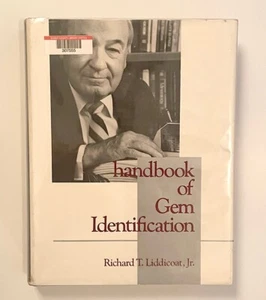 handbook
of
Gem
Identification
Richard T. Liddicoat, Jr.